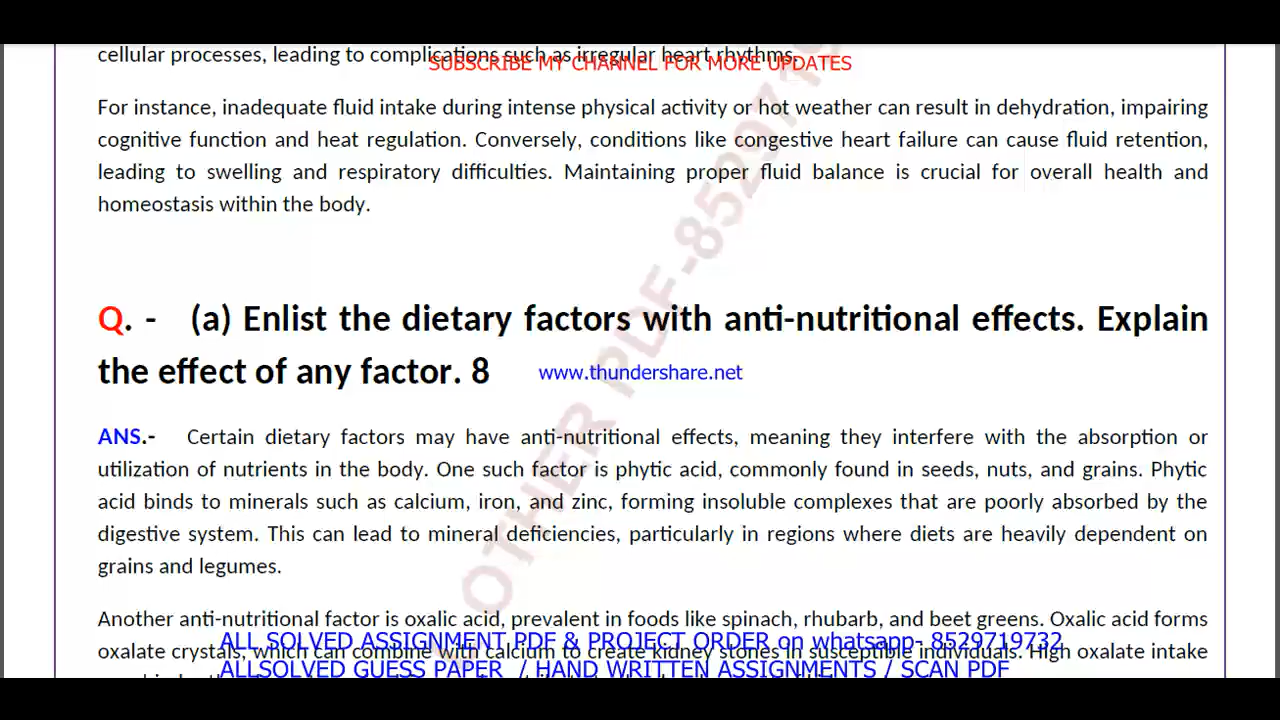 cellular processes, leading to complications such as irregular heart rhythms.
SUBSCRIBE MY CHANNEL FOR MORE UPDATES
For instance, inadequate fluid intake during intense physical activity or hot weather can result in dehydration, impairing
cognitive function and heat regulation. Conversely, conditions like congestive heart failure can cause fluid retention,
leading to swelling and respiratory difficulties. Maintaining proper fluid balance is crucial for overall health and
homeostasis within the body.
Q. - (a) Enlist the dietary factors with anti-nutritional effects. Explain
the effect of any factor. 8
www.thundershare.net
ANS.- Certain dietary factors may have anti-nutritional effects, meaning they interfere with the absorption or
utilization of nutrients in the body. One such factor is phytic acid, commonly found in seeds, nuts, and grains. Phytic
acid binds to minerals such as calcium, iron, and zinc, forming insoluble complexes that are poorly absorbed by the
digestive system. This can lead to mineral deficiencies, particularly in regions where diets are heavily dependent on
grains and legumes.
Another anti-nutritional factor is oxalic acid, prevalent in foods like spinach, rhubarb, and beet greens. Oxalic acid forms
ALL SOLVED ASSIGNMENT PDF & PROJECT ORDER on whatsapp- 8529719732
oxalate crystals, which can combine with calcium to create kidney stones in susceptible individuals. High oxalate intake
ALLSOLVED GUESS PAPER / HAND WRITTEN ASSIGNMENTS / SCAN PDF
OTHER PDF-8529719